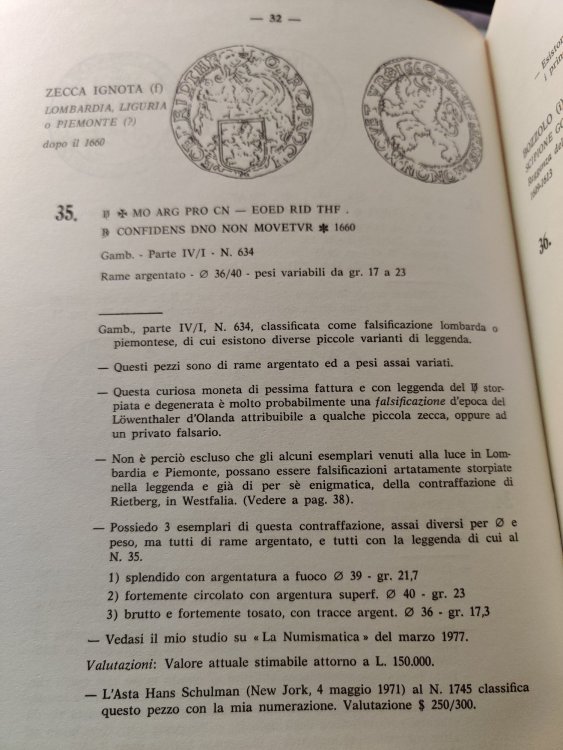 — 32 —
ZECCA IGNOTA (f)
LOMBARDIA, LIGURIA
o PIEMONTE (?)
dopo il 1660
35. ✠ MO ARG PRO CN — EOED RID THF .
CONFIDENS DNO NON MOVETVR ✱ 1660
Gamb. - Parte IV/I - N. 634
Rame argentato - ∅ 36/40 - pesi variabili da gr. 17 a 23
Gamb., parte IV/I, N. 634, classificata come falsificazione lombarda o
piemontese, di cui esistono diverse piccole varianti di leggenda.
— Questi pezzi sono di rame argentato ed a pesi assai variati.
— Questa curiosa moneta di pessima fattura e con leggenda del stor-
piata e degenerata è molto probabilmente una falsificazione d'epoca del
Löwenthaler d'Olanda attribuibile a qualche piccola zecca, oppure ad
un privato falsario.
— Non è perciò escluso che gli alcuni esemplari venuti alla luce in Lom-
bardia e Piemonte, possano essere falsificazioni artatamente storpiate
nella leggenda e già di per sè enigmatica, della contraffazione di
Rietberg, in Westfalia. (Vedere a pag. 38).
— Possiedo 3 esemplari di questa contraffazione, assai diversi per ∅ e
peso, ma tutti di rame argentato, e tutti con la leggenda di cui al
N. 35.
1) splendido con argentatura a fuoco ∅ 39 - gr. 21,7
2) fortemente circolato con argentura superf. ∅ 40 - gr. 23
3) brutto e fortemente tosato, con tracce argent. ∅ 36 - gr. 17,3
— Vedasi il mio studio su « La Numismatica » del marzo 1977.
Valutazioni: Valore attuale stimabile attorno a L. 150.000.
— L'Asta Hans Schulman (New Jork, 4 maggio 1971) al N. 1745 classifica
questo pezzo con la mia numerazione. Valutazione $ 250/300.
/ Esiston
i prim
BOZZOLO (
SCIPIONE GO
Reggenza del
1609-1613
36.